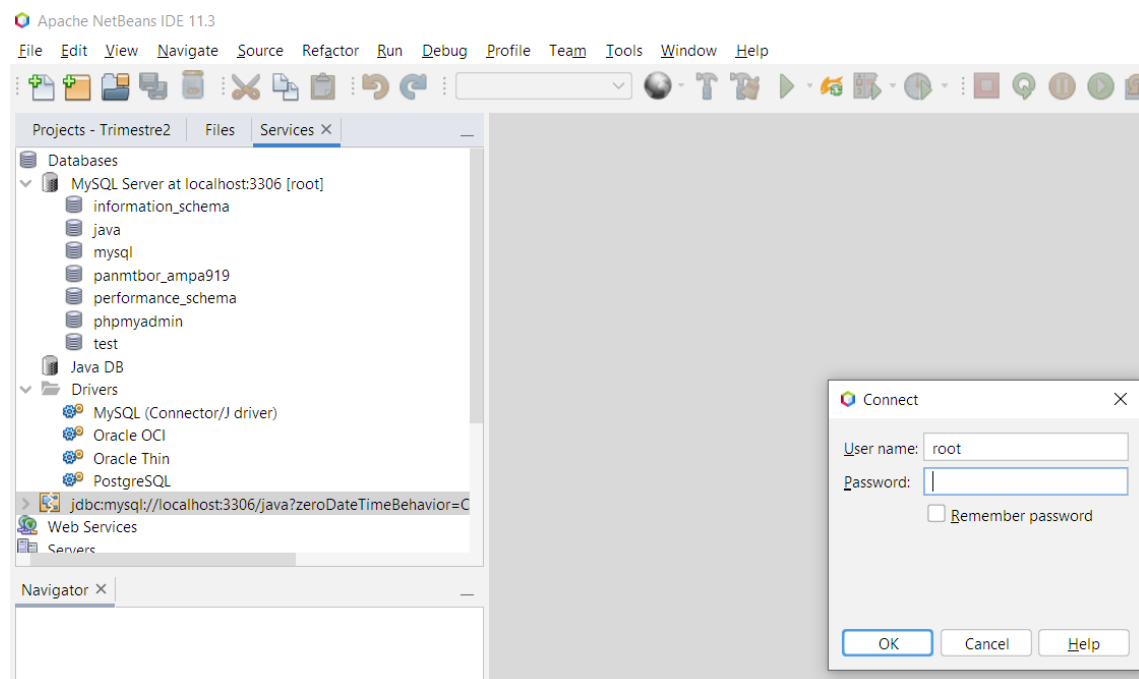 Apache NetBeans IDE 11.3
File Edit View Navigate Source Refactor Run Debug Profile Team Tools Window Help
Projects - Trimestre2 Files Services
Databases
MySQL Server at localhost:3306 [root]
information_schema
java
mysql
panmtbor_ampa919
performance_schema
phpmyadmin
test
Java DB
Drivers
MySQL (Connector/J driver)
Oracle OCI
Oracle Thin
PostgreSQL
jdbc:mysql://localhost:3306/java?zeroDateTimeBehavior=C
Web Services
Servers
Navigator
Connect
User name: root
Password:
Remember password
OK Cancel Help